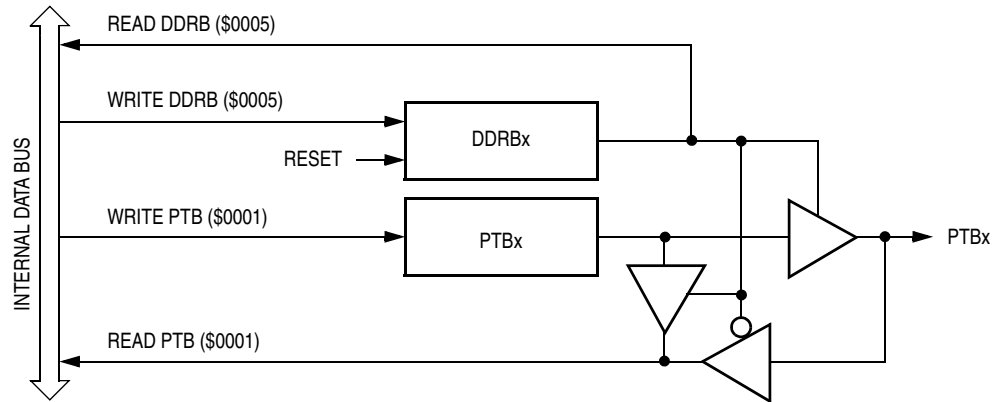 READ DDRB ($0005)
WRITE DDRB ($0005)
DDRBx
RESET
WRITE PTB ($0001)
PTBx
PTBx
READ PTB ($0001)
INTERNAL DATA BUS